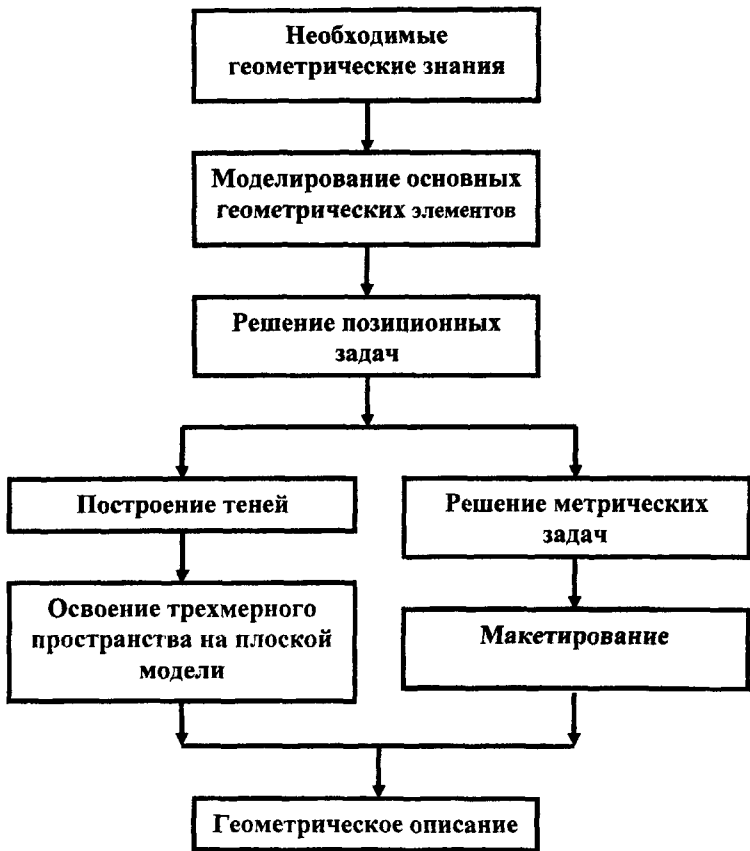 Необходимые
геометрические знания
Моделирование основных
геометрических элементов
Решение позиционных
задач
Построение теней
Решение метрических
задач
Освоение трехмерного
пространства на плоской
модели
Макетирование
Геометрическое описание